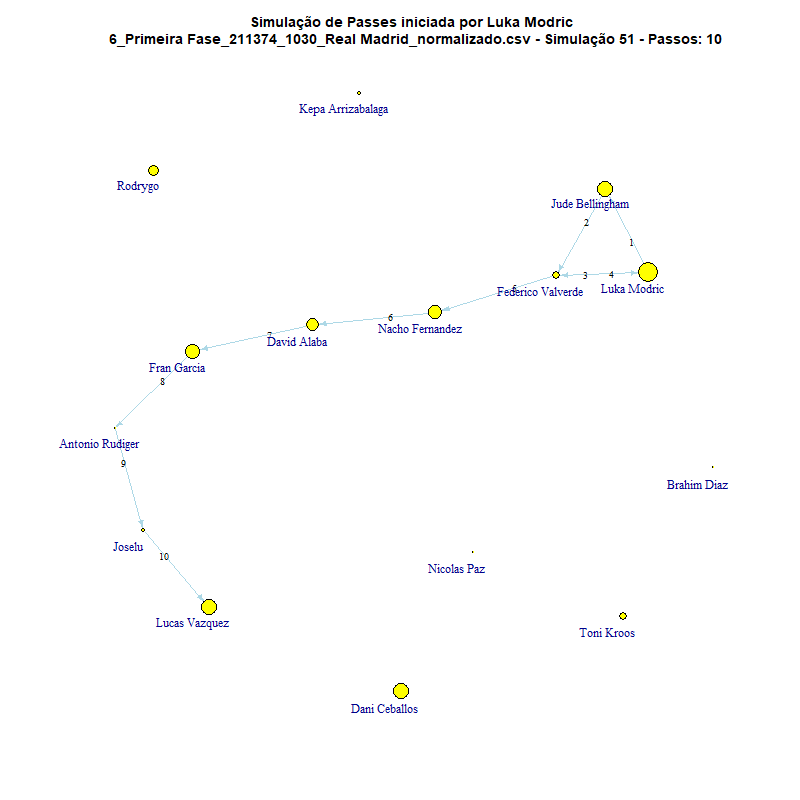 Simulação de Passes iniciada por Luka Modric
6_Primeira Fase_211374_1030_Real Madrid_normalizado.csv - Simulação 51 - Passos: 10
Kepa Arrizabalaga
Rodrygo
Jude Bellingham
2
1
3
4
Federico Valverde
Luka Modric
5
6
Nacho Fernandez
7
David Alaba
Fran Garcia
8
Antonio Rudiger
9
Brahim Diaz
Joselu
10
Nicolas Paz
Lucas Vazquez
Toni Kroos
Dani Ceballos